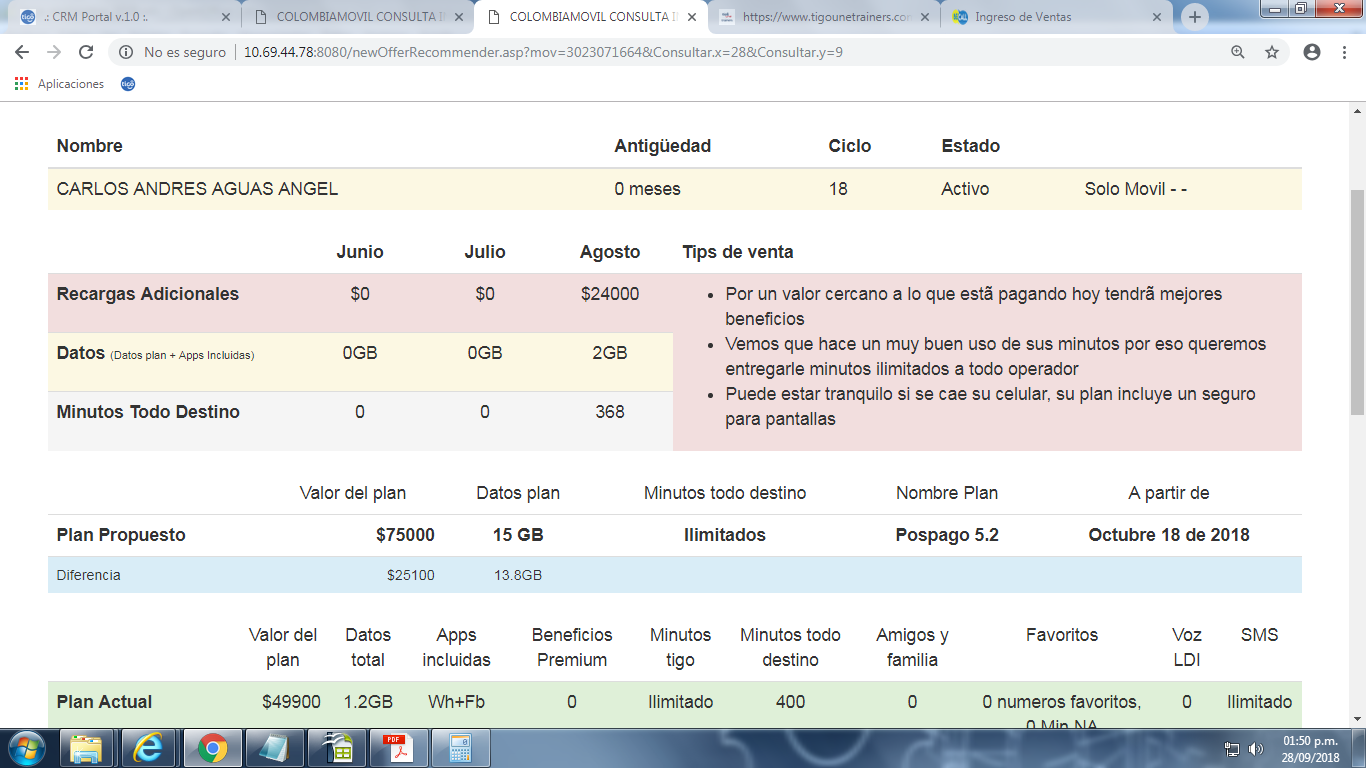 .: CRM Portal v.1.0 :.
COLOMBIAMOVIL CONSULTA I
COLOMBIAMOVIL CONSULTA I
https://www.tigounetrainers.co
Ingreso de Ventas
No es seguro | 10.69.44.78:8080/newOfferRecommender.asp?mov=3023071664&Consultar.x=28&Consultar.y=9
Aplicaciones
tigo
Nombre Antigüedad Ciclo Estado
CARLOS ANDRES AGUAS ANGEL 0 meses 18 Activo Solo Movil - -
Junio Julio Agosto Tips de venta
Recargas Adicionales $0 $0 $24000
Datos (Datos plan + Apps Incluidas) 0GB 0GB 2GB
Minutos Todo Destino 0 0 368
• Por un valor cercano a lo que estã pagando hoy tendrã mejores
beneficios
• Vemos que hace un muy buen uso de sus minutos por eso queremos
entregarle minutos ilimitados a todo operador
• Puede estar tranquilo si se cae su celular, su plan incluye un seguro
para pantallas
Valor del plan Datos plan Minutos todo destino Nombre Plan A partir de
Plan Propuesto $75000 15 GB Ilimitados Pospago 5.2 Octubre 18 de 2018
Diferencia $25100 13.8GB
Valor del plan Datos total Apps incluidas Beneficios Premium Minutos tigo Minutos todo destino Amigos y familia Favoritos Voz LDI SMS
Plan Actual $49900 1.2GB Wh+Fb 0 Ilimitado 400 0 0 numeros favoritos, 0 Ilimitado
0 Min NA
PDF
01:50 p.m.
28/09/2018